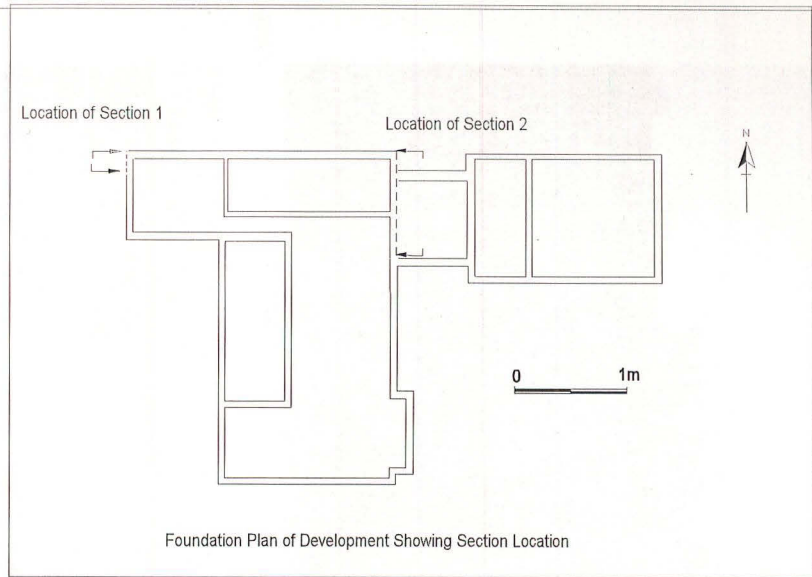 Location of Section 1
Location of Section 2
N
0 1m
Foundation Plan of Development Showing Section Location